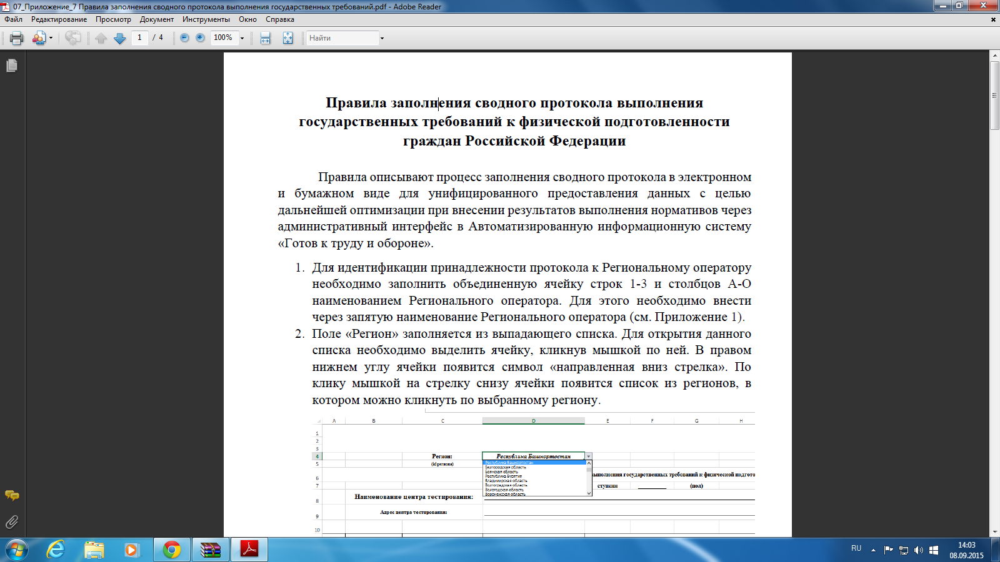 07_Приложение_7 Правила заполнения сводного протокола выполнения государственных требований.pdf - Adobe Reader
Файл Редактирование Просмотр Документ Инструменты Окно Справка
1 / 4 100% Найти
Правила заполнения сводного протокола выполнения
государственных требований к физической подготовленности
граждан Российской Федерации
Правила описывают процесс заполнения сводного протокола в электронном
и бумажном виде для унифицированного предоставления данных с целью
дальнейшей оптимизации при внесении результатов выполнения нормативов через
административный интерфейс в Автоматизированную информационную систему
«Готов к труду и обороне».
1. Для идентификации принадлежности протокола к Региональному оператору
необходимо заполнить объединенную ячейку строк 1-3 и столбцов А-О
наименованием Регионального оператора. Для этого необходимо внести
через запятую наименование Регионального оператора (см. Приложение 1).
2. Поле «Регион» заполняется из выпадающего списка. Для открытия данного
списка необходимо выделить ячейку, кликнув мышкой по ней. В правом
нижнем углу ячейки появится символ «направленная вниз стрелка». По
клику мышкой на стрелку снизу ячейки появится список из регионов, в
котором можно кликнуть по выбранному региону.
A B C D E F G H
1
2
3
4 Регион: Республика Башкортостан
5 (id региона)
Республика Башкортостан
Белгородская область
Брянская область
Республика Бурятия
Владимирская область
Волгоградская область
Вологодская область
Воронежская область
6 выполнения государственных требований к физической подгото
7 ступени (пол)
8 Наименование центра тестирования:
9 Адрес центра тестирования:
10
RU 14:03
08.09.2015